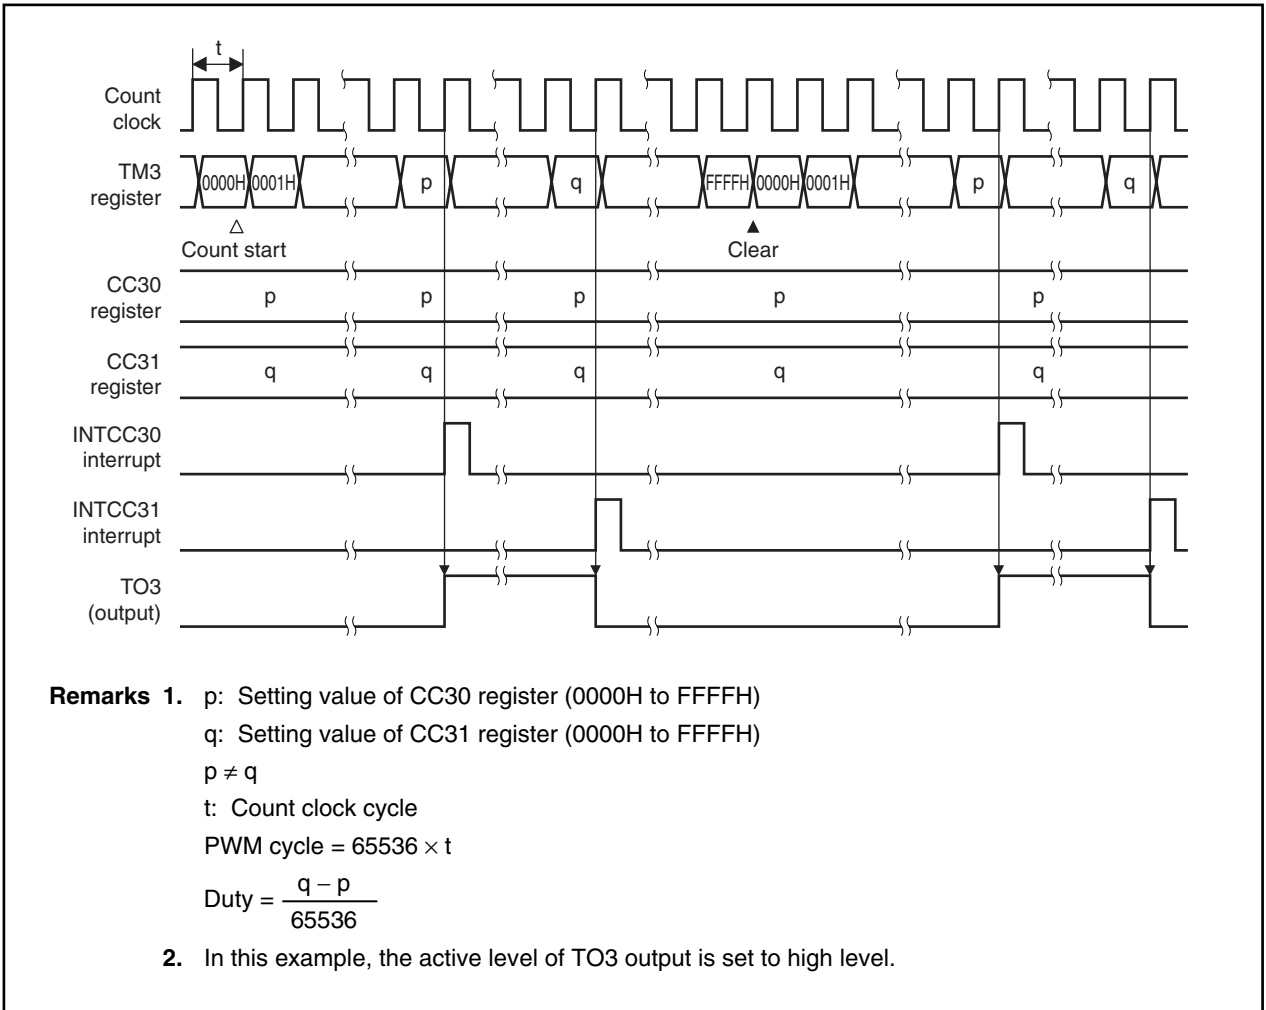 t
Count
clock
TM3
register
0000H 0001H p q FFFFH 0000H 0001H p q
Count start Clear
CC30
register
p p p p p
CC31
register
q q q q q
INTCC30
interrupt
INTCC31
interrupt
TO3
(output)
Remarks 1. p: Setting value of CC30 register (0000H to FFFFH)
q: Setting value of CC31 register (0000H to FFFFH)
p ≠ q
t: Count clock cycle
PWM cycle = 65536 × t
Duty = q – p
65536
2. In this example, the active level of TO3 output is set to high level.